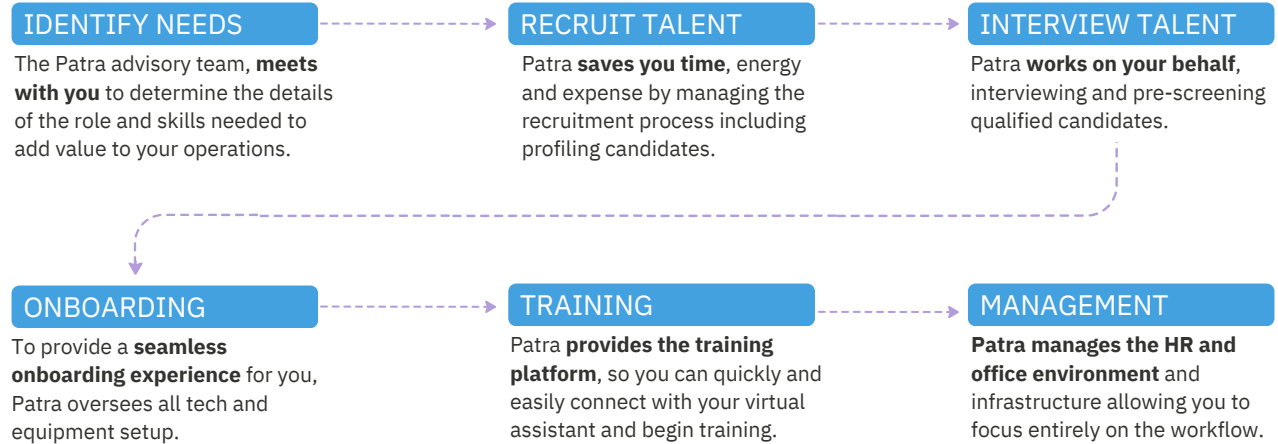 IDENTIFY NEEDS
The Patra advisory team, meets
with you to determine the details
of the role and skills needed to
add value to your operations.
RECRUIT TALENT
Patra saves you time, energy
and expense by managing the
recruitment process including
profiling candidates.
INTERVIEW TALENT
Patra works on your behalf,
interviewing and pre-screening
qualified candidates.
ONBOARDING
To provide a seamless
onboarding experience for you,
Patra oversees all tech and
equipment setup.
TRAINING
Patra provides the training
platform, so you can quickly and
easily connect with your virtual
assistant and begin training.
MANAGEMENT
Patra manages the HR and
office environment and
infrastructure allowing you to
focus entirely on the workflow.